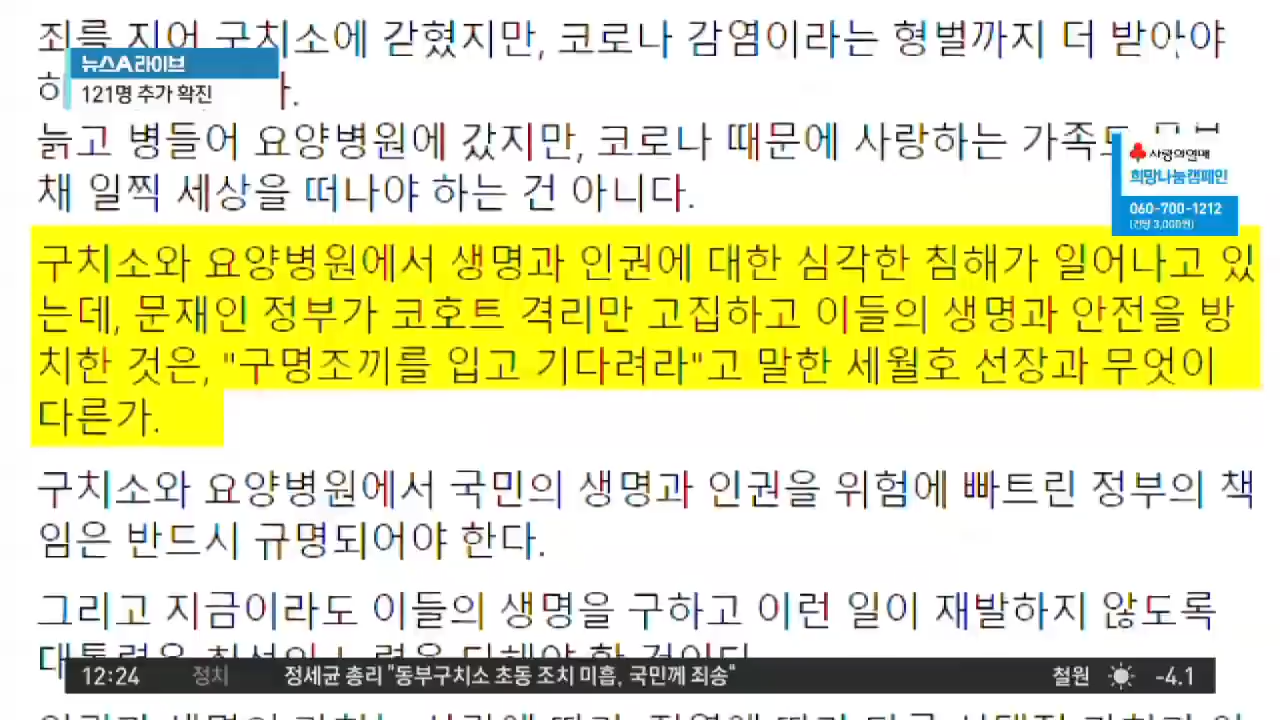 죄를 지어 구치소에 갇혔지만, 코로나 감염이라는 형벌까지 더 받아야
뉴스A 라이브
121명 추가 확진
늙고 병들어 요양병원에 갔지만, 코로나 때문에 사랑하는 가족도
채 일찍 세상을 떠나야 하는 건 아니다.
사랑의열매
희망나눔캠페인
060-700-1212
(건당 3,000원)
구치소와 요양병원에서 생명과 인권에 대한 심각한 침해가 일어나고 있
는데, 문재인 정부가 코호트 격리만 고집하고 이들의 생명과 안전을 방
치한 것은, "구명조끼를 입고 기다려라"고 말한 세월호 선장과 무엇이
다른가.
구치소와 요양병원에서 국민의 생명과 인권을 위험에 빠트린 정부의 책
임은 반드시 규명되어야 한다.
그리고 지금이라도 이들의 생명을 구하고 이런 일이 재발하지 않도록
12:24 정치 정세균 총리 "동부구치소 초동 조치 미흡, 국민께 죄송" 철원 -4.1